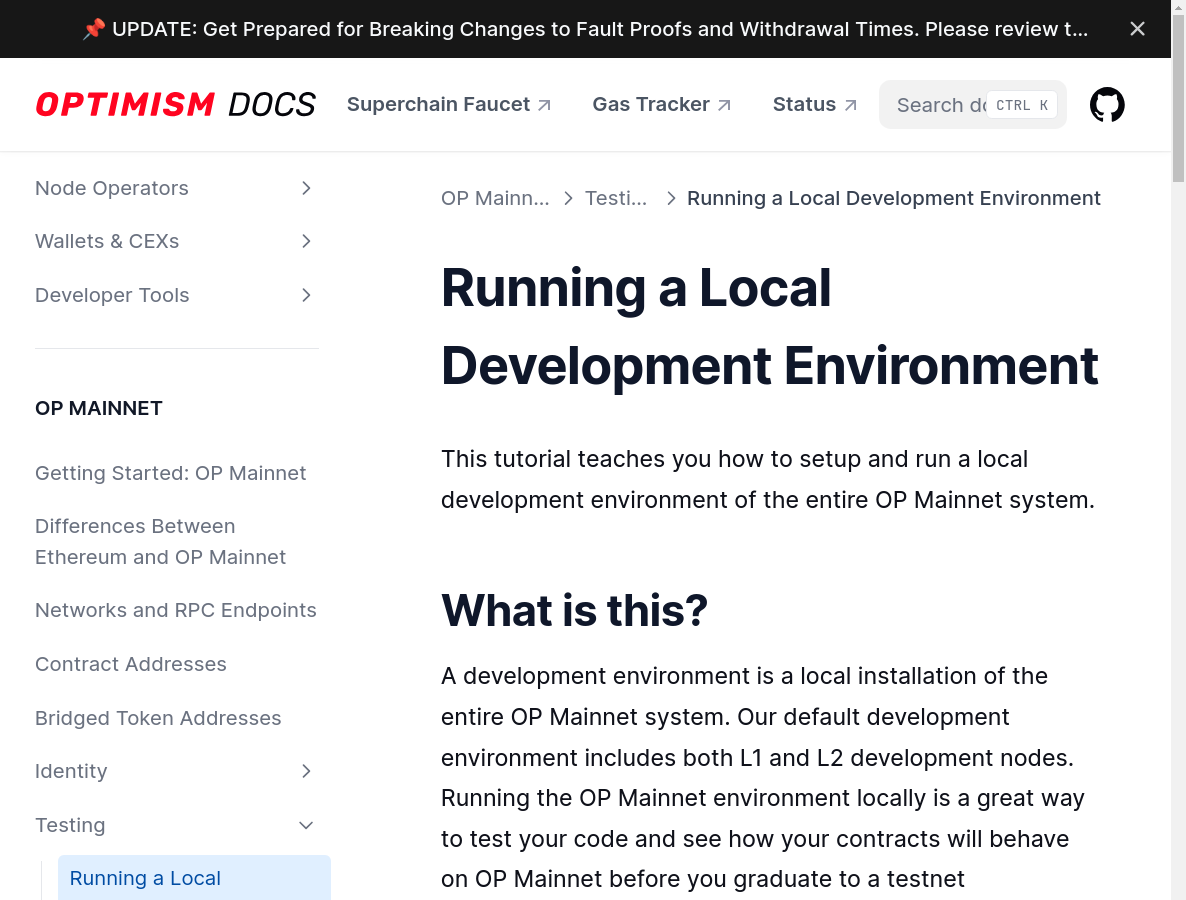 📌 UPDATE: Get Prepared for Breaking Changes to Fault Proofs and Withdrawal Times. Please review t...
OPTIMISM DOCS
Superchain Faucet
Gas Tracker
Status
Search do
CTRL K
Node Operators
Wallets & CEXs
Developer Tools
OP MAINNET
Getting Started: OP Mainnet
Differences Between
Ethereum and OP Mainnet
Networks and RPC Endpoints
Contract Addresses
Bridged Token Addresses
Identity
Testing
Running a Local
OP Mainn... > Testi... > Running a Local Development Environment
Running a Local
Development Environment
This tutorial teaches you how to setup and run a local
development environment of the entire OP Mainnet system.
What is this?
A development environment is a local installation of the
entire OP Mainnet system. Our default development
environment includes both L1 and L2 development nodes.
Running the OP Mainnet environment locally is a great way
to test your code and see how your contracts will behave
on OP Mainnet before you graduate to a testnet